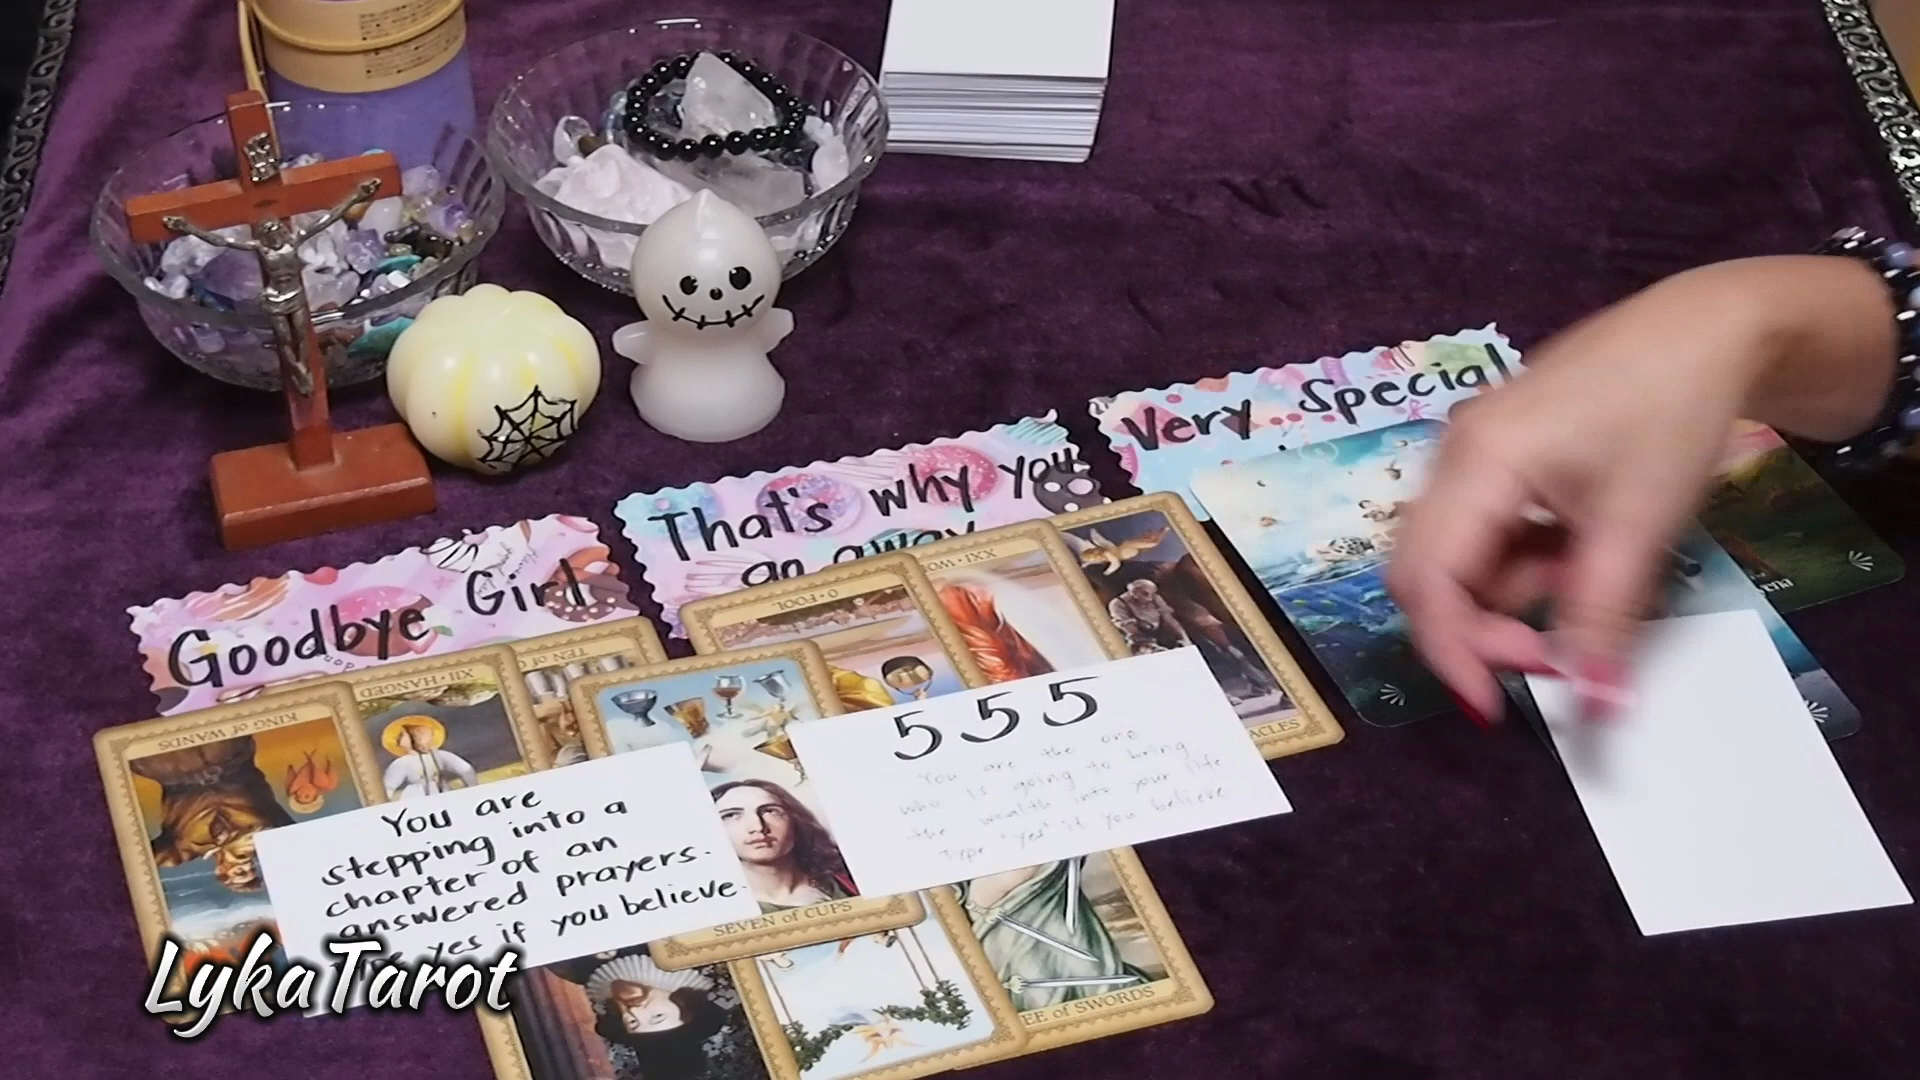 Very Special
That's why you
go away
Goodbye Girl
XXI • WO
0 • FOOL
XII • HANGED
TEN of
KING of WANDS
ACLES
555
You are the one
who is going to bring
the wealth into your life
Type "yes" if you believe.
You are
stepping into a
chapter of an
answered prayers.
yes if you believe.
SEVEN of CUPS
EE of SWORDS
LykaTarot